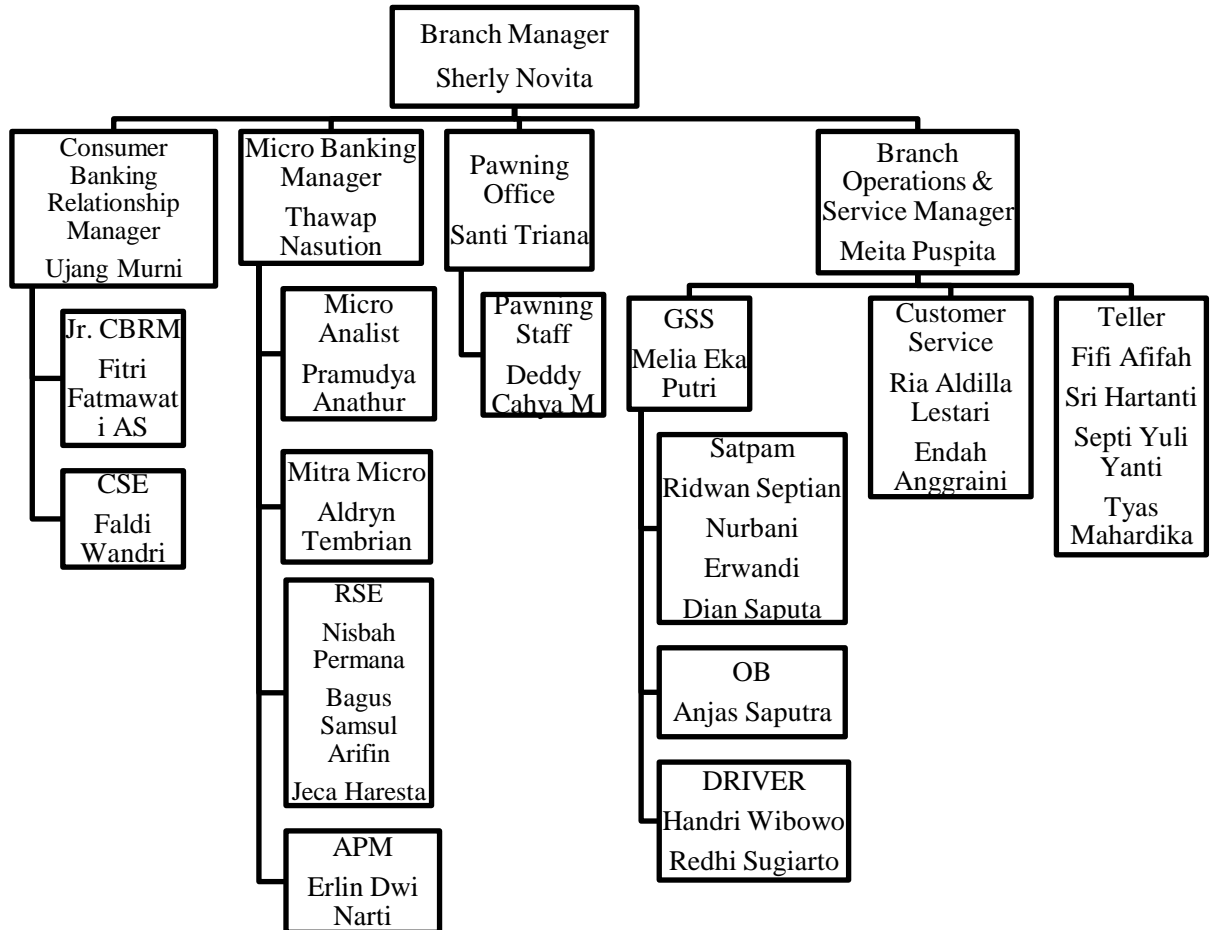 Branch Manager
Sherly Novita
Consumer
Banking
Relationship
Manager
Ujang Murni
Micro Banking
Manager
Thawap
Nasution
Pawning
Office
Santi Triana
Branch
Operations &
Service Manager
Meita Puspita
Jr. CBRM
Fitri
Fatmawat
i AS
CSE
Faldi
Wandri
Micro
Analist
Pramudya
Anathur
Mitra Micro
Aldryn
Tembrian
RSE
Nisbah
Permana
Bagus
Samsul
Arifin
Jeca Haresta
APM
Erlin Dwi
Narti
Pawning
Staff
Deddy
Cahya M
GSS
Melia Eka
Putri
Satpam
Ridwan Septian
Nurbani
Erwandi
Dian Saputa
OB
Anjas Saputra
DRIVER
Handri Wibowo
Redhi Sugiarto
Customer
Service
Ria Aldilla
Lestari
Endah
Anggraini
Teller
Fifi Afifah
Sri Hartanti
Septi Yuli
Yanti
Tyas
Mahardika